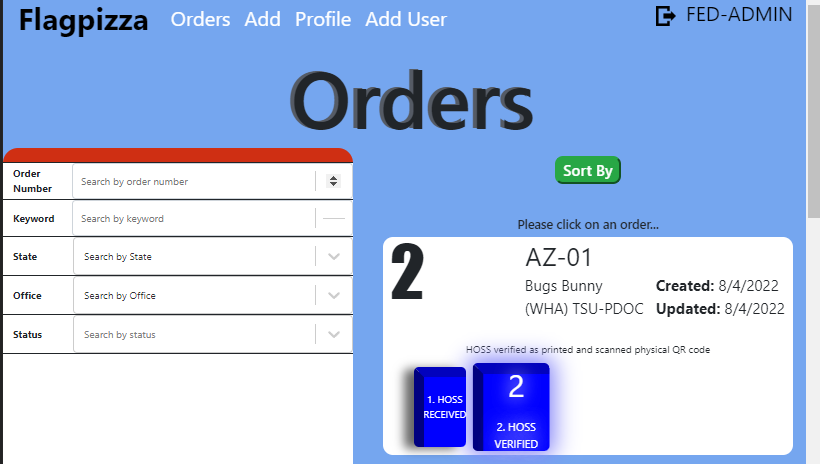 Flagpizza Orders Add Profile Add User FED-ADMIN
Orders
Order
Number
Search by order number
Keyword Search by keyword
State Search by State
Office Search by Office
Status Search by status
Sort By
Please click on an order...
2
AZ-01
Bugs Bunny Created: 8/4/2022
(WHA) TSU-PDOC Updated: 8/4/2022
HOSS verified as printed and scanned physical QR code
1. HOSS
RECEIVED
2
2. HOSS
VERIFIED